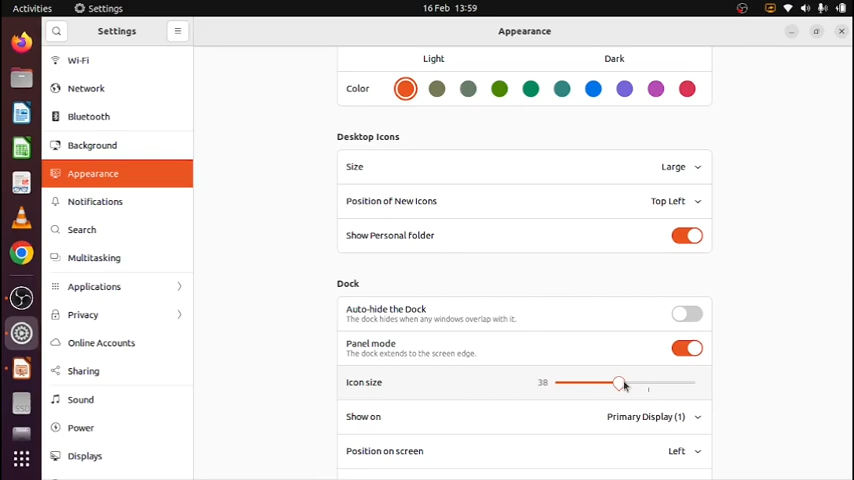 Activities
Settings
16 Feb 13:59
Settings
Appearance
Wi-Fi
Network
Bluetooth
Background
Appearance
Notifications
Search
Multitasking
Applications
Privacy
Online Accounts
Sharing
Sound
Power
Displays
Light
Dark
Color
Desktop Icons
Size
Large
Position of New Icons
Top Left
Show Personal folder
Dock
Auto-hide the Dock
The dock hides when any windows overlap with it.
Panel mode
The dock extends to the screen edge.
Icon size
38
Show on
Primary Display (1)
Position on screen
Left